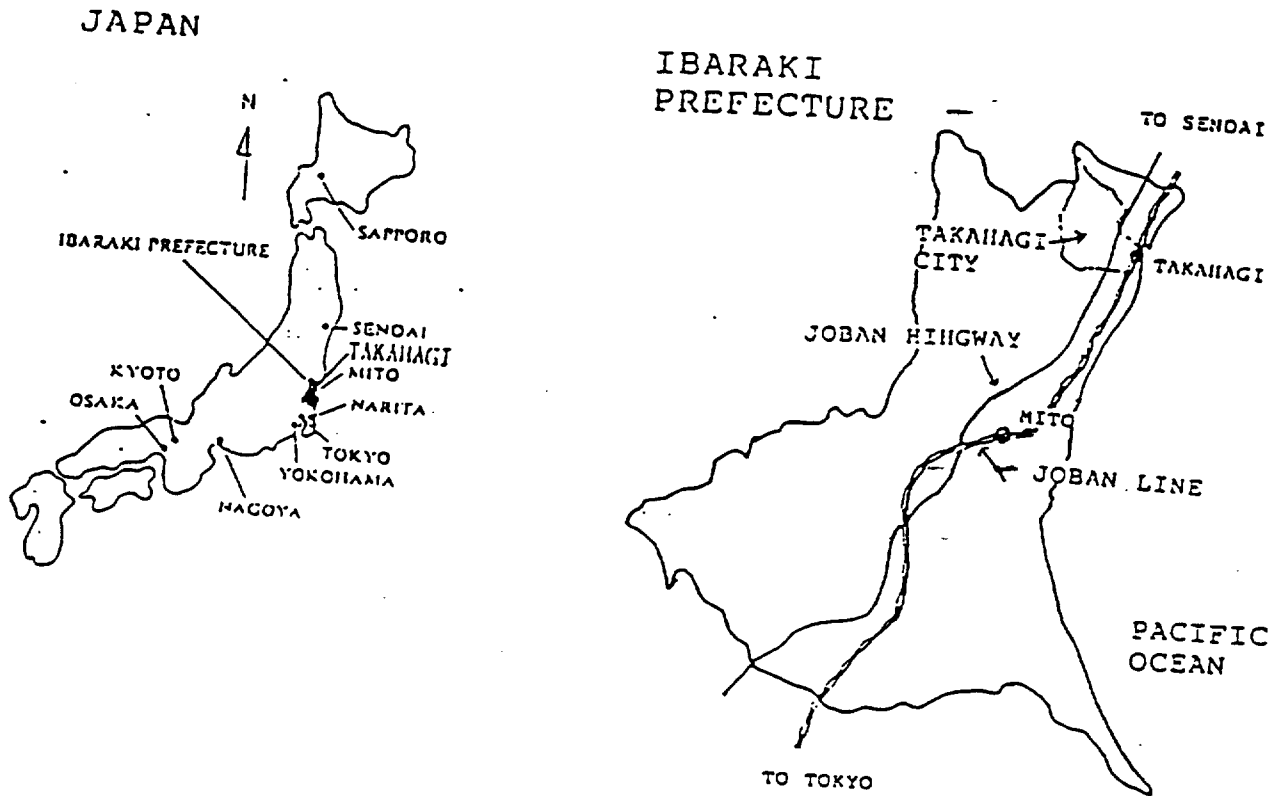 JAPAN
N
SAPPORO
IBARAKI PREFECTURE
SENDAI
TAKAHAGI
MITO
KYOTO
OSAKA
NARITA
TOKYO
YOKOHAMA
NAGOYA
IBARAKI
PREFECTURE
TO SENDAI
TAKAHAGI
CITY
TAKAHAGI
JOBAN HIHGWAY
MITO
JOBAN LINE
PACIFIC
OCEAN
TO TOKYO